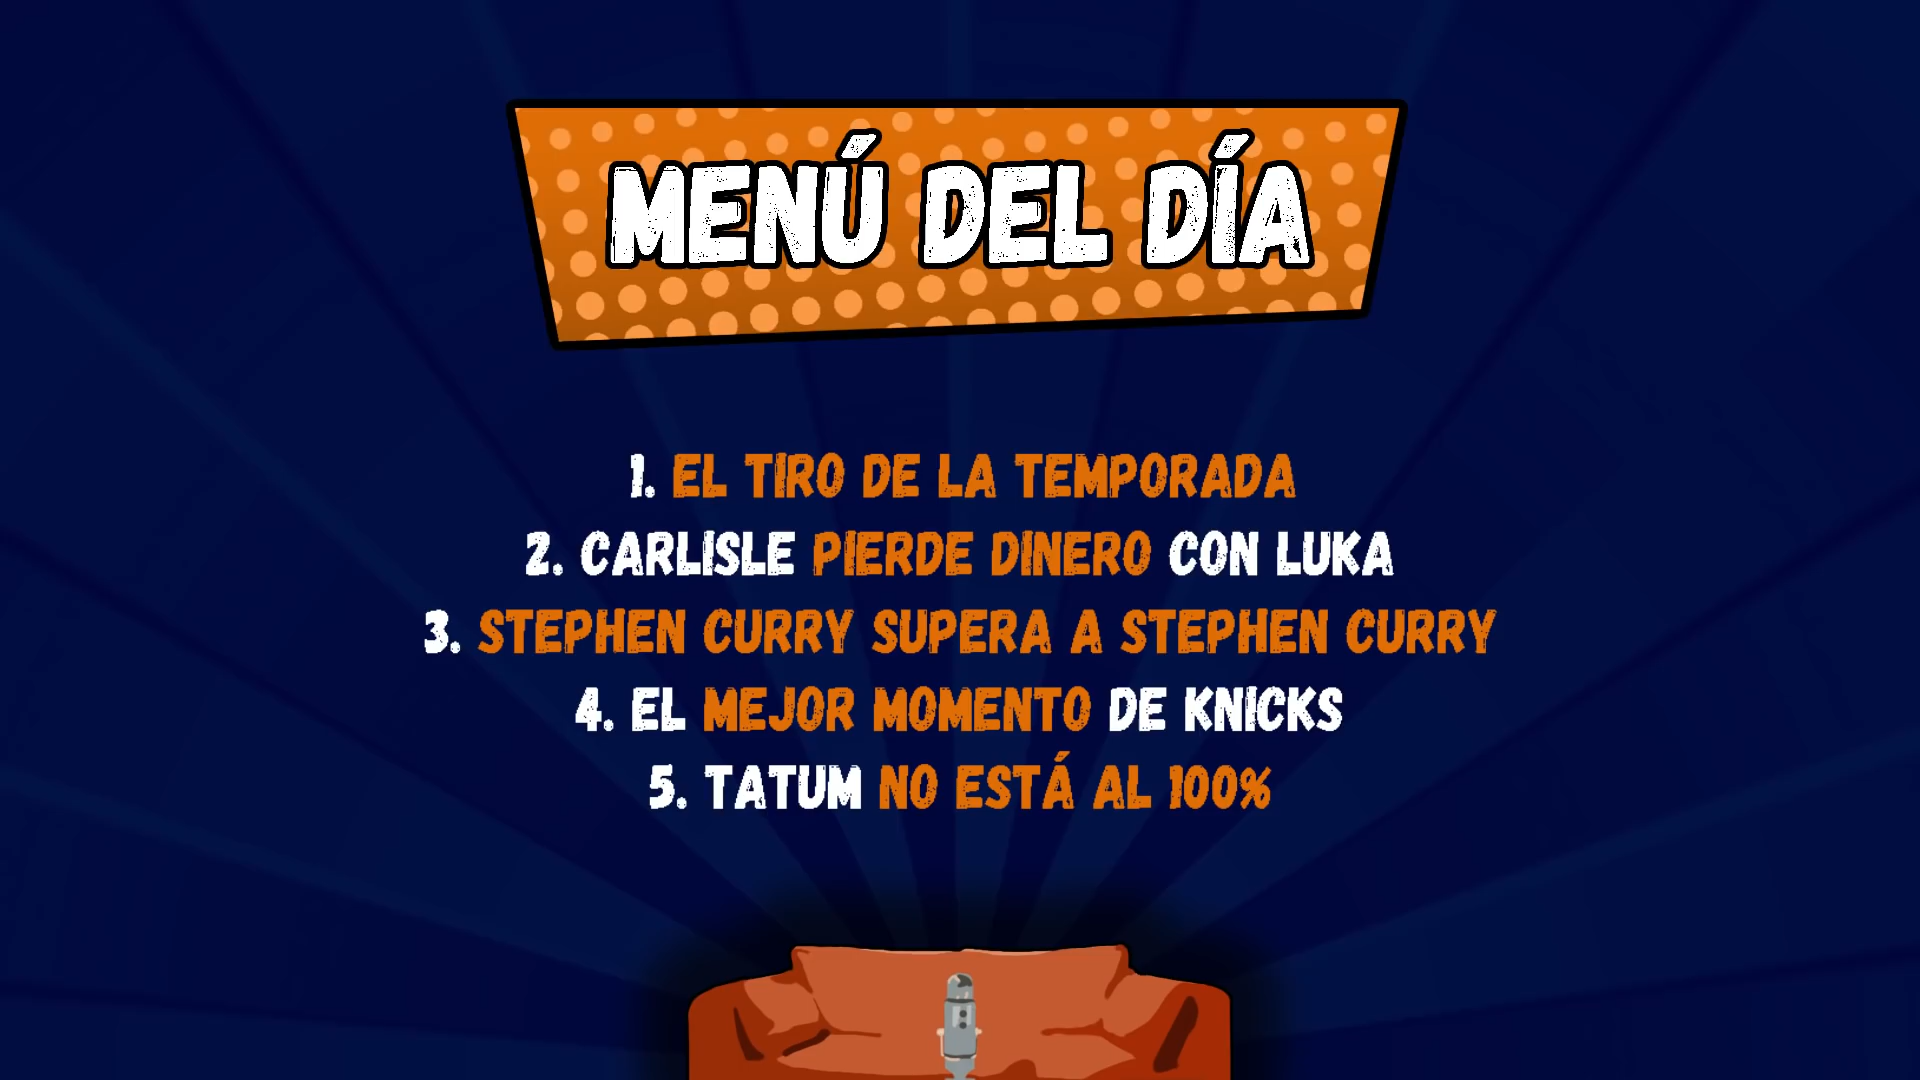 MENÚ DEL DÍA
1. EL TIRO DE LA TEMPORADA
2. CARLISLE PIERDE DINERO CON LUKA
3. STEPHEN CURRY SUPERA A STEPHEN CURRY
4. EL MEJOR MOMENTO DE KNICKS
5. TATUM NO ESTÁ AL 100%